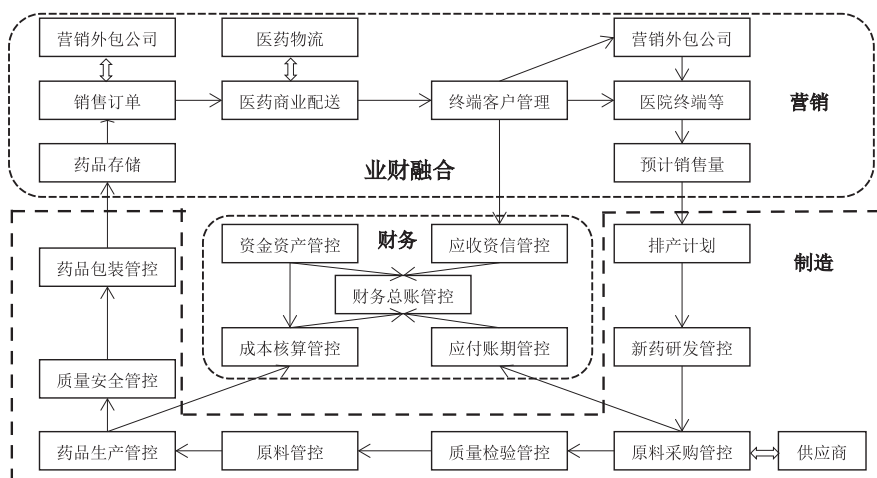 营销外包公司
医药物流
营销外包公司
销售订单
医药商业配送
终端客户管理
医院终端等
营销
药品存储
业财融合
预计销售量
资金资产管控
财务
应收资信管控
排产计划
药品包装管控
制造
财务总账管控
成本核算管控
应付账期管控
新药研发管控
质量安全管控
药品生产管控
原料管控
质量检验管控
原料采购管控
供应商